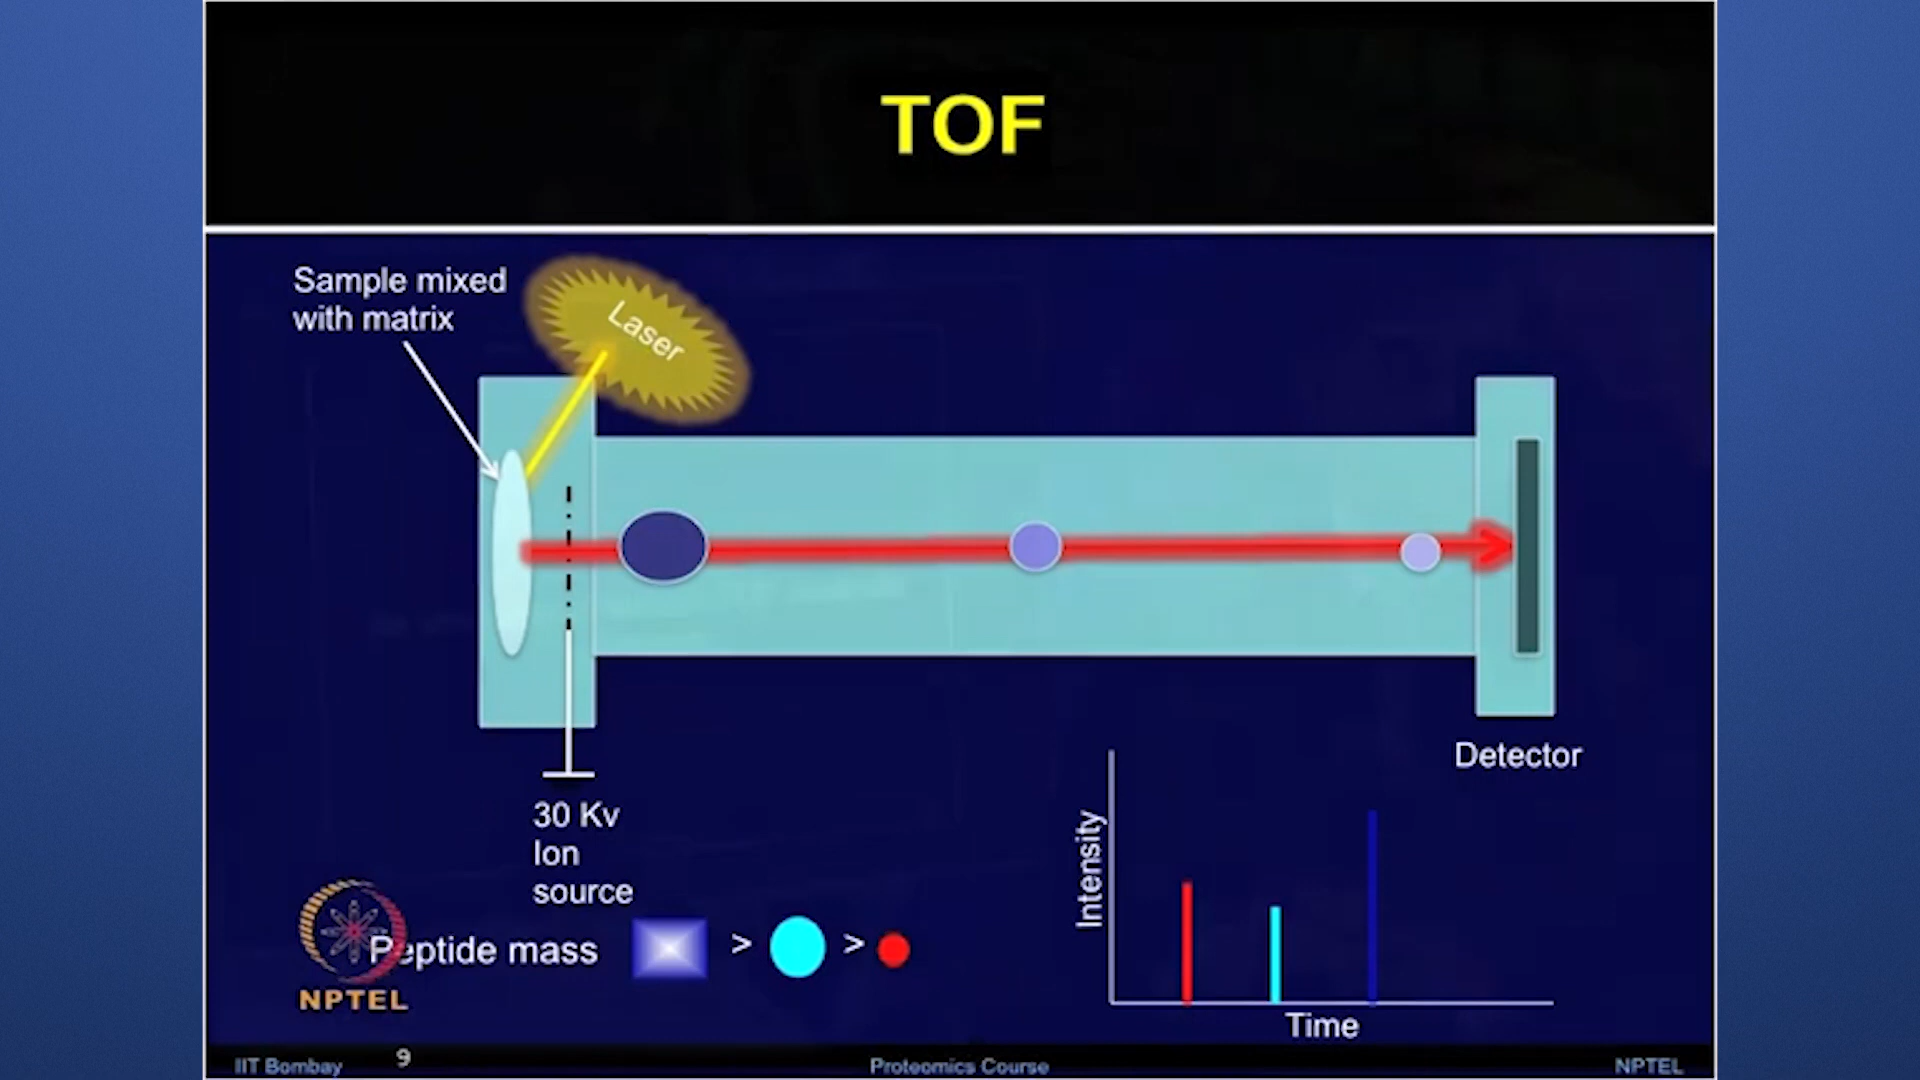 TOF
Sample mixed
with matrix
Laser
Detector
30 Kv
Ion
source
Intensity
Peptide mass > >
NPTEL
Time
IIT Bombay 9 Proteomics Course NPTEL